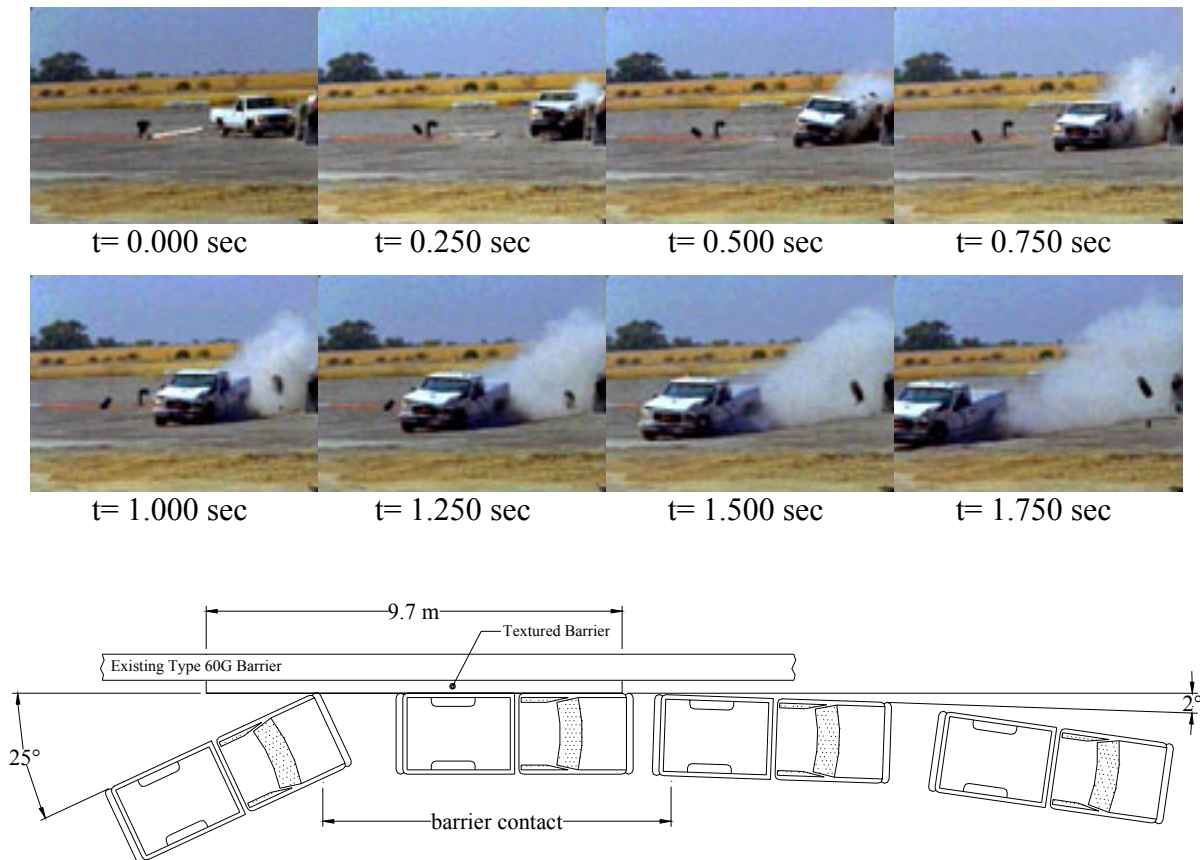 t= 0.000 sec
t= 0.250 sec
t= 0.500 sec
t= 0.750 sec
t= 1.000 sec
t= 1.250 sec
t= 1.500 sec
t= 1.750 sec
9.7 m
Textured Barrier
Existing Type 60G Barrier
2°
25°
barrier contact